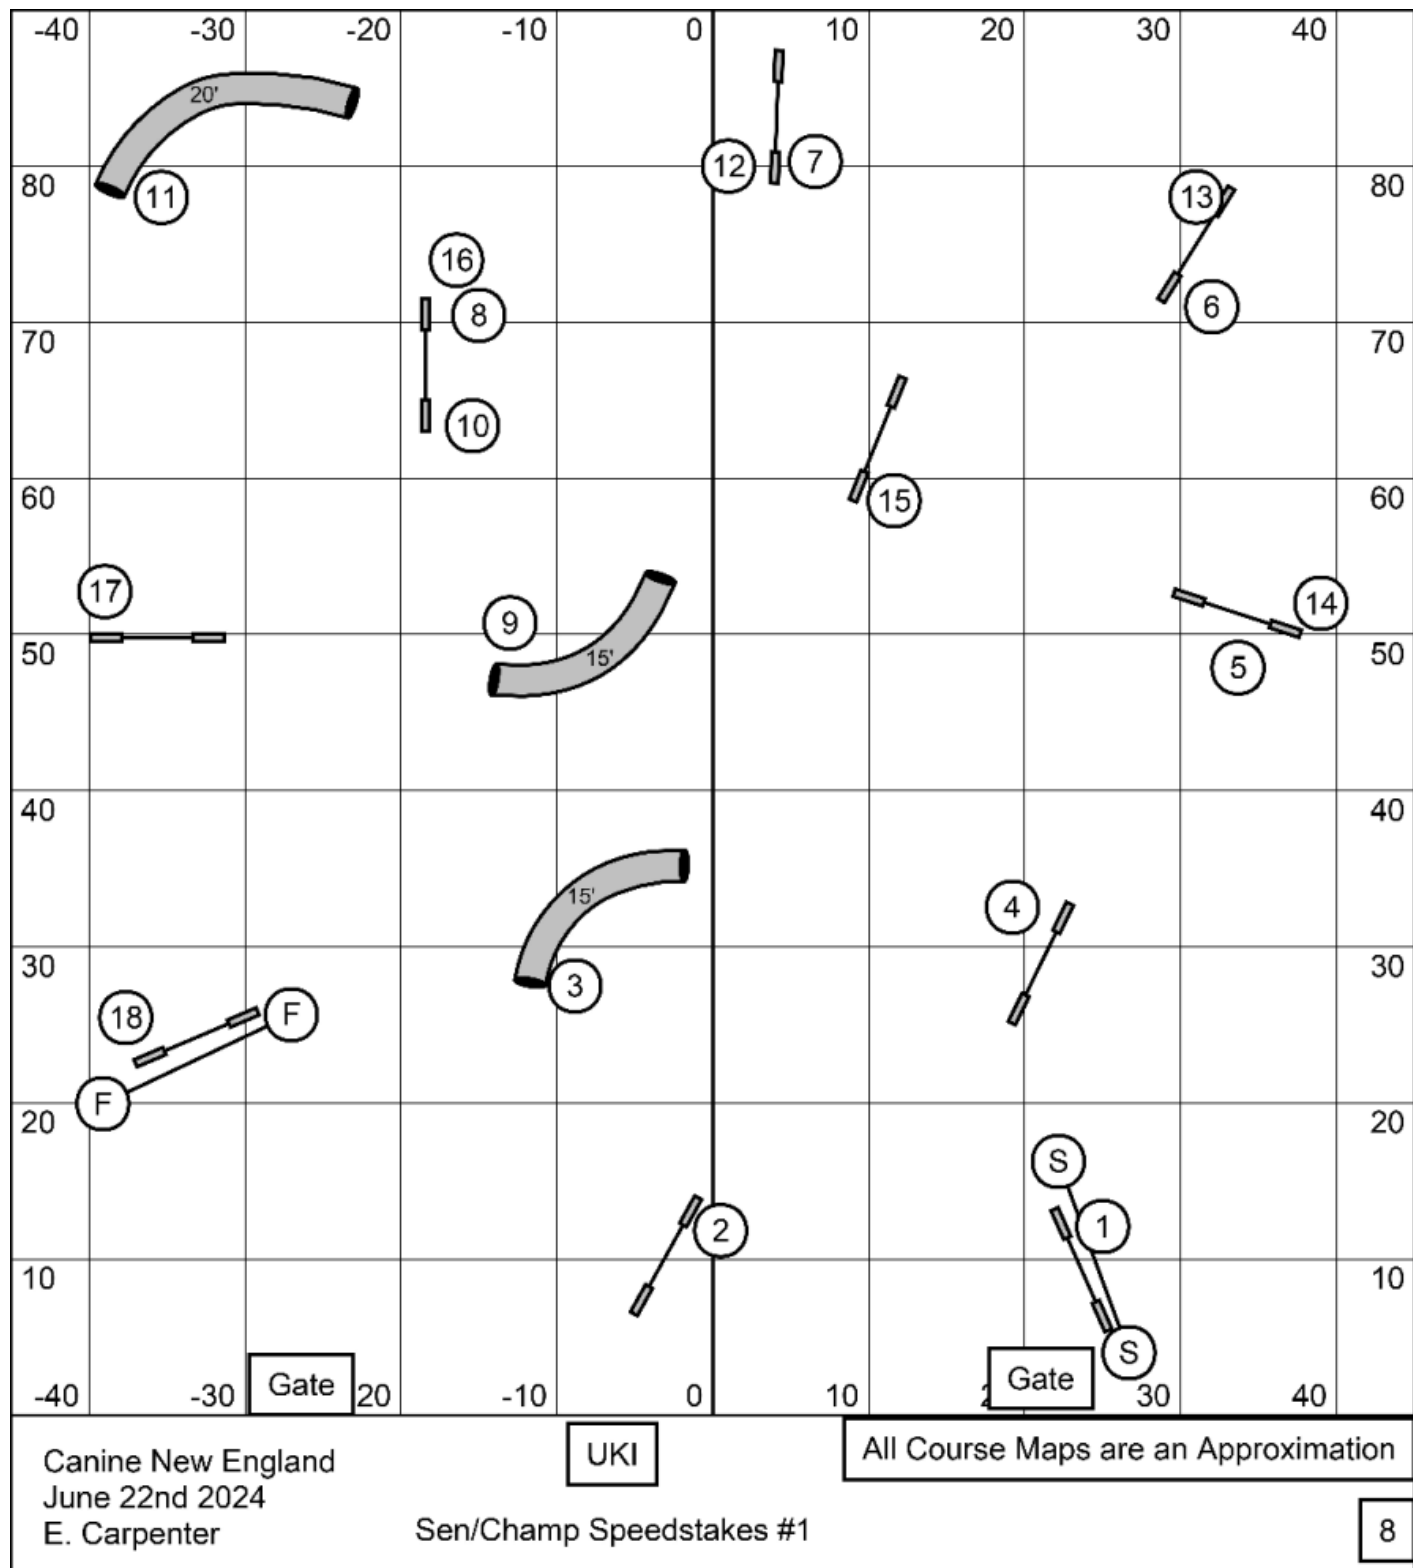 -40 -30 -20 -10 0 10 20 30 40
20'
12 7
80 11 13 80
16
8 6
70 70
10
60 15 60
17 14
9
50 15' 5 50
40 40
4
15'
30 3 30
18 F
F
20 20
S
2 1
10 10
S
Gate Gate
-40 -30 20 -10 0 10 30 40
Canine New England
June 22nd 2024
E. Carpenter
UKI
Sen/Champ Speedstakes #1
All Course Maps are an Approximation
8